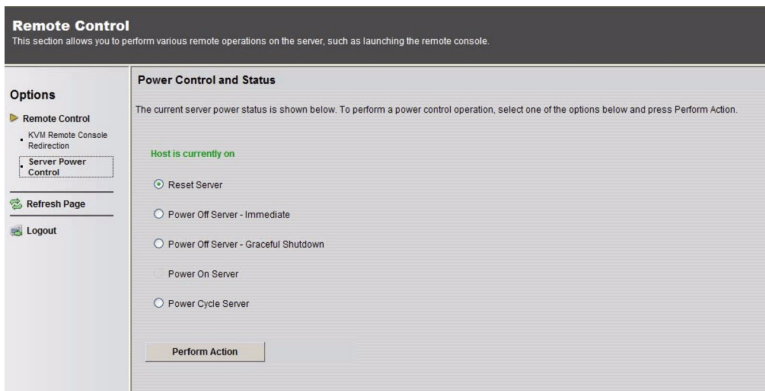 Remote Control
This section allows you to perform various remote operations on the server, such as launching the remote console.
Options
Remote Control
KVM Remote Console
Redirection
Server Power
Control
Refresh Page
Logout
Power Control and Status
The current server power status is shown below. To perform a power control operation, select one of the options below and press Perform Action.
Host is currently on
Reset Server
Power Off Server - Immediate
Power Off Server - Graceful Shutdown
Power On Server
Power Cycle Server
Perform Action